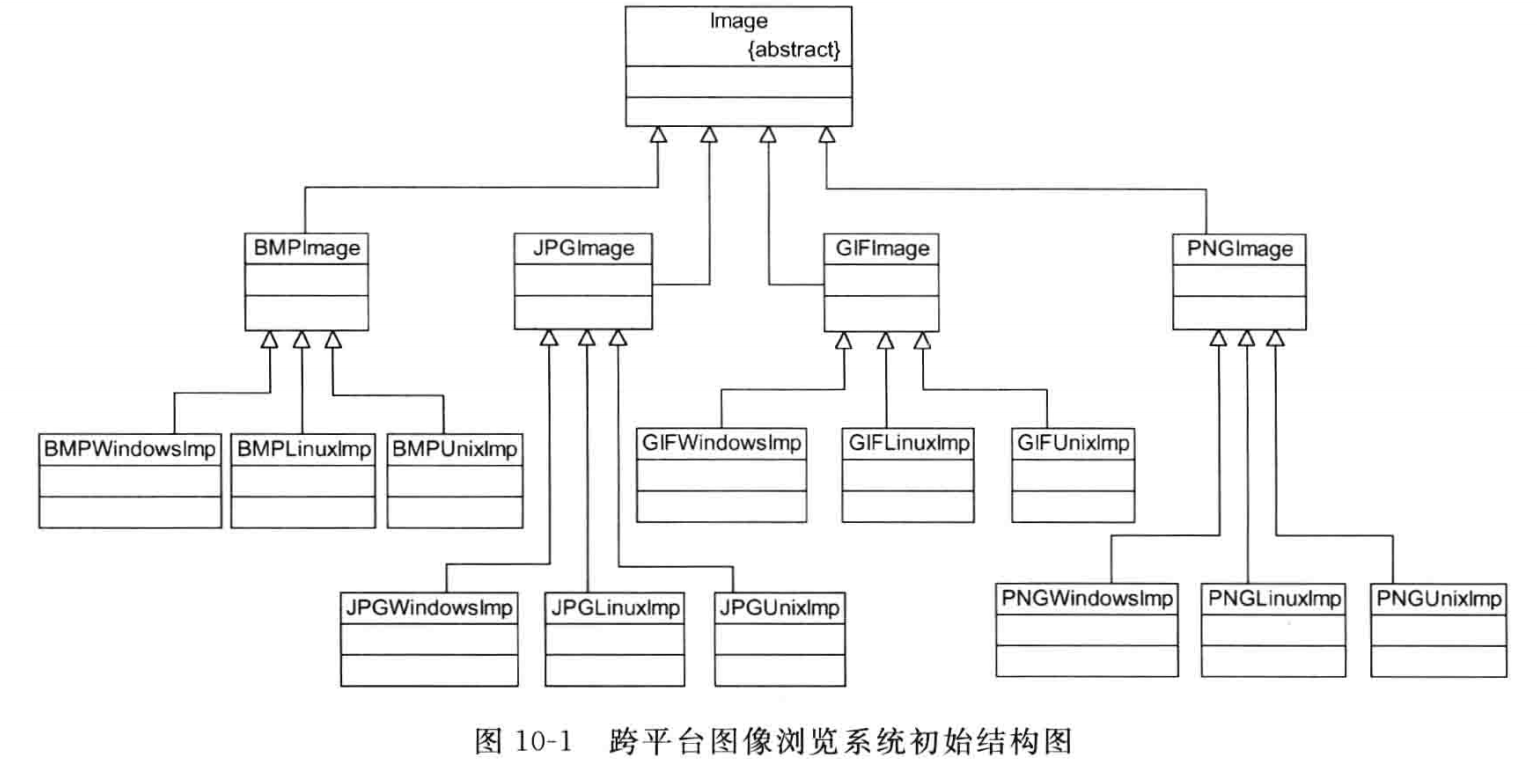 Image
{abstract}
BMPImage
JPGImage
GIFImage
PNGImage
BMPWindowsImp
BMPLinuxImp
BMPUnixImp
GIFWindowsImp
GIFLinuxImp
GIFUnixImp
JPGWindowsImp
JPGLinuxImp
JPGUnixImp
PNGWindowsImp
PNGLinuxImp
PNGUnixImp
图 10-1 跨平台图像浏览系统初始结构图